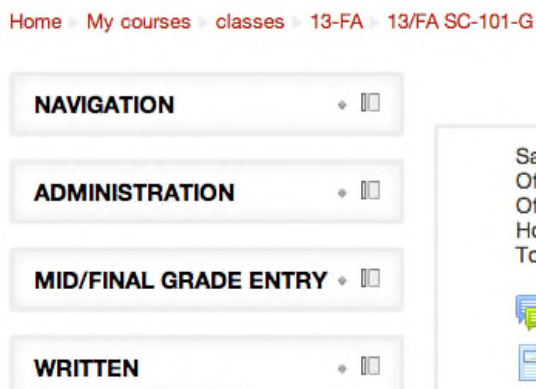 Home My courses classes 13-FA 13/FA SC-101-G
NAVIGATION
ADMINISTRATION
MID/FINAL GRADE ENTRY
WRITTEN